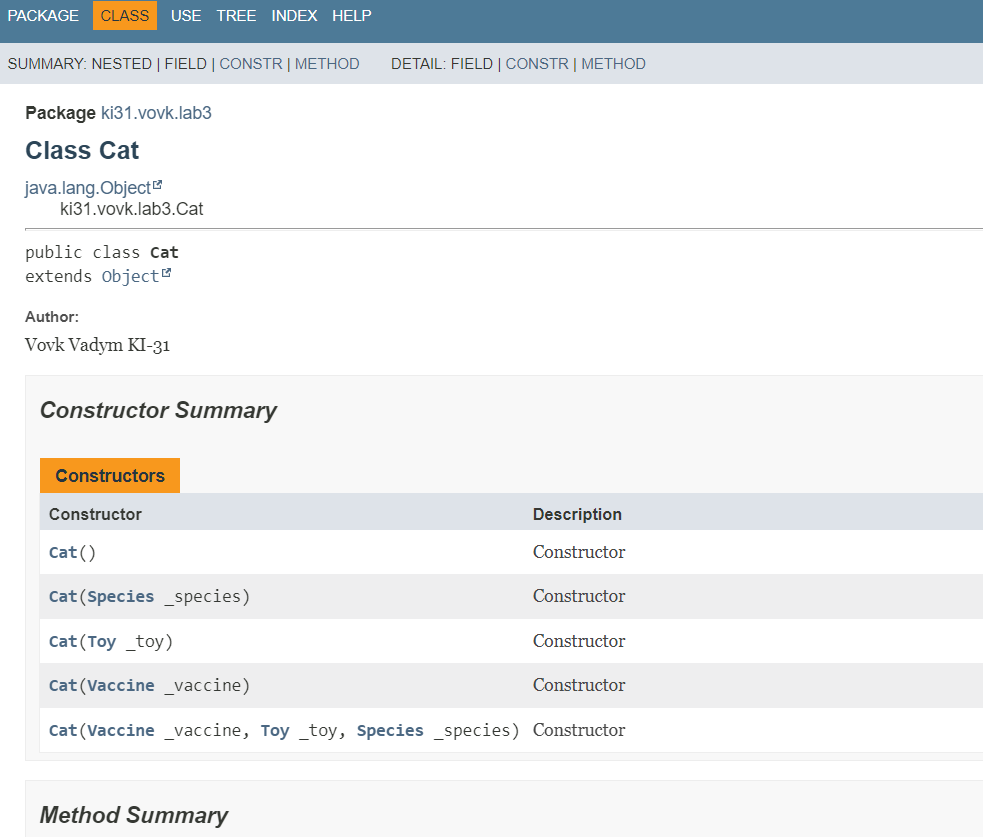 PACKAGE CLASS USE TREE INDEX HELP
SUMMARY: NESTED | FIELD | CONSTR | METHOD DETAIL: FIELD | CONSTR | METHOD
Package ki31.vovk.lab3
Class Cat
java.lang.Object
ki31.vovk.lab3.Cat
public class Cat
extends Object
Author:
Vovk Vadym KI-31
Constructor Summary
Constructors
Constructor Description
Cat() Constructor
Cat(Species _species) Constructor
Cat(Toy _toy) Constructor
Cat(Vaccine _vaccine) Constructor
Cat(Vaccine _vaccine, Toy _toy, Species _species) Constructor
Method Summary